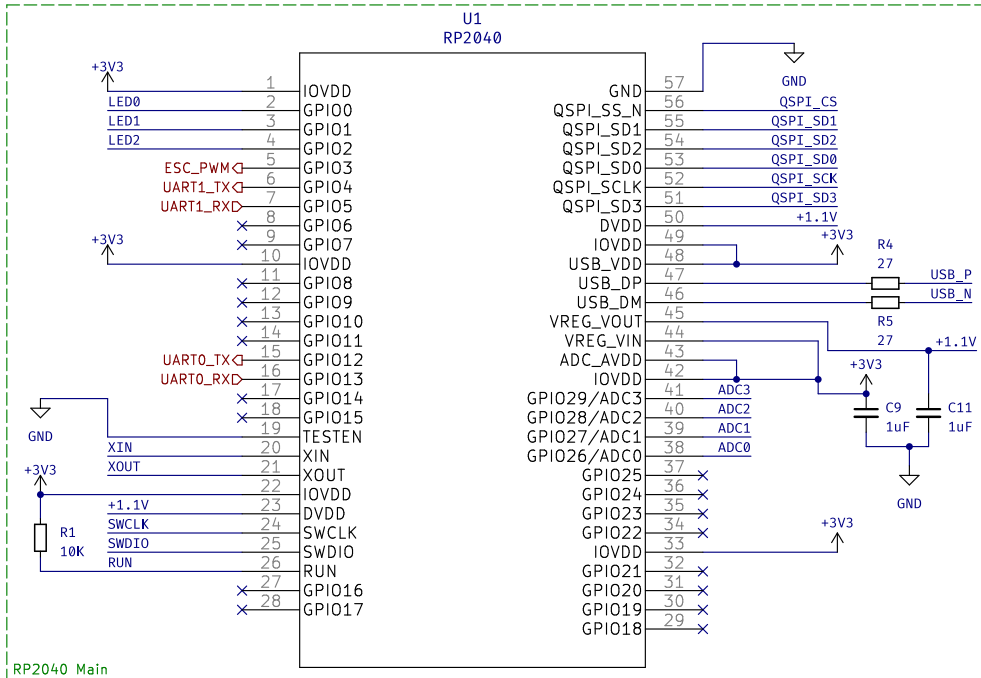 U1
RP2040
+3V3
1 IOVDD
LED0 2 GPIO0
LED1 3 GPIO1
LED2 4 GPIO2
ESC_PWM 5 GPIO3
UART1_TX 6 GPIO4
UART1_RX 7 GPIO5
8 GPIO6
9 GPIO7
+3V3
10 IOVDD
11 GPIO8
12 GPIO9
13 GPIO10
14 GPIO11
UART0_TX 15 GPIO12
UART0_RX 16 GPIO13
17 GPIO14
18 GPIO15
GND
19 TESTEN
XIN 20 XIN
XOUT 21 XOUT
+3V3
22 IOVDD
+1.1V 23 DVDD
SWCLK 24 SWCLK
SWDIO 25 SWDIO
RUN 26 RUN
R1
10K
27 GPIO16
28 GPIO17
GND 57
GND
QSPI_SS_N 56 QSPI_CS
QSPI_SD1 55 QSPI_SD1
QSPI_SD2 54 QSPI_SD2
QSPI_SD0 53 QSPI_SD0
QSPI_SCLK 52 QSPI_SCK
QSPI_SD3 51 QSPI_SD3
DVDD 50 +1.1V
IOVDD 49
+3V3
USB_VDD 48
USB_DP 47
R4
27
USB_P
USB_DM 46
USB_N
R5
27
VREG_VOUT 45
+1.1V
VREG_VIN 44
ADC_AVDD 43
+3V3
IOVDD 42
GPIO29/ADC3 41 ADC3
GPIO28/ADC2 40 ADC2
GPIO27/ADC1 39 ADC1
GPIO26/ADC0 38 ADC0
C9
1uF
C11
1uF
GND
GPIO25 37
GPIO24 36
GPIO23 35
GPIO22 34
IOVDD 33
+3V3
GPIO21 32
GPIO20 31
GPIO19 30
GPIO18 29
RP2040 Main